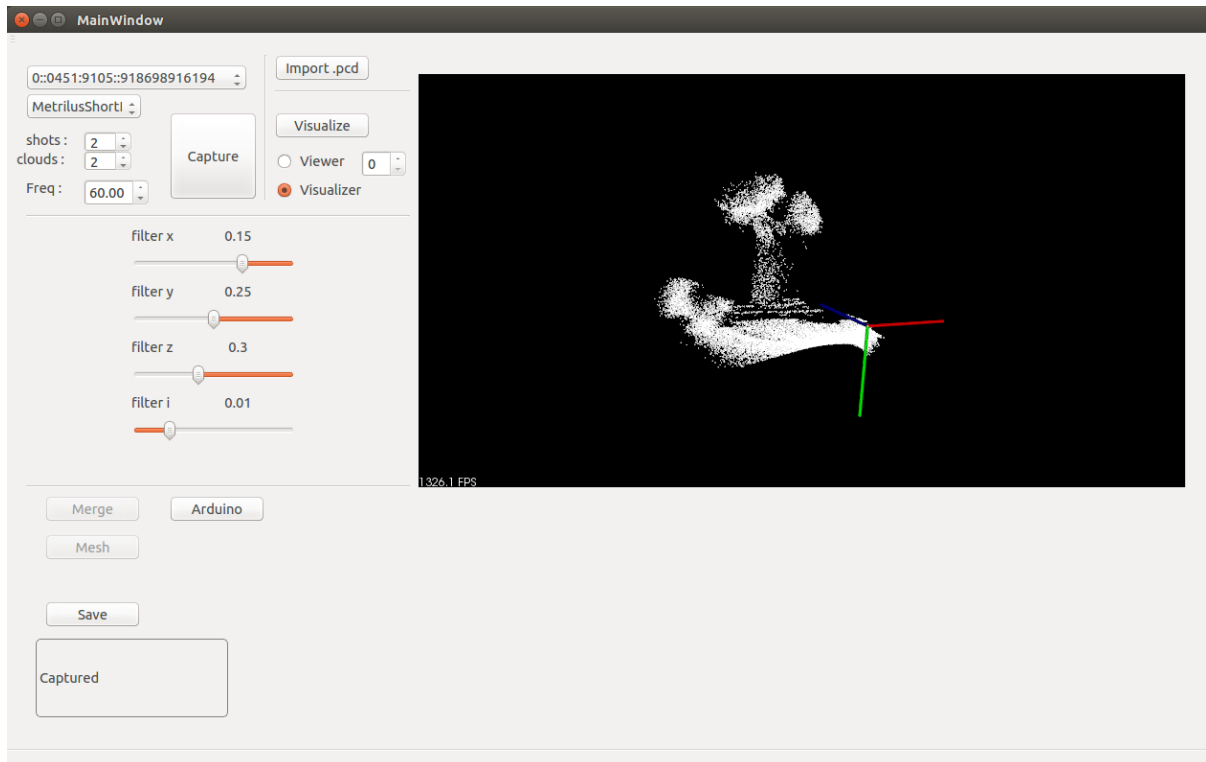 MainWindow
0::0451:9105::918698916194
Import .pcd
MetrilusShortI
Visualize
shots : 2
Capture
clouds : 2
Viewer 0
Freq : 60.00
Visualizer
filter x 0.15
filter y 0.25
filter z 0.3
filter i 0.01
1326.1 FPS
Merge Arduino
Mesh
Save
Captured